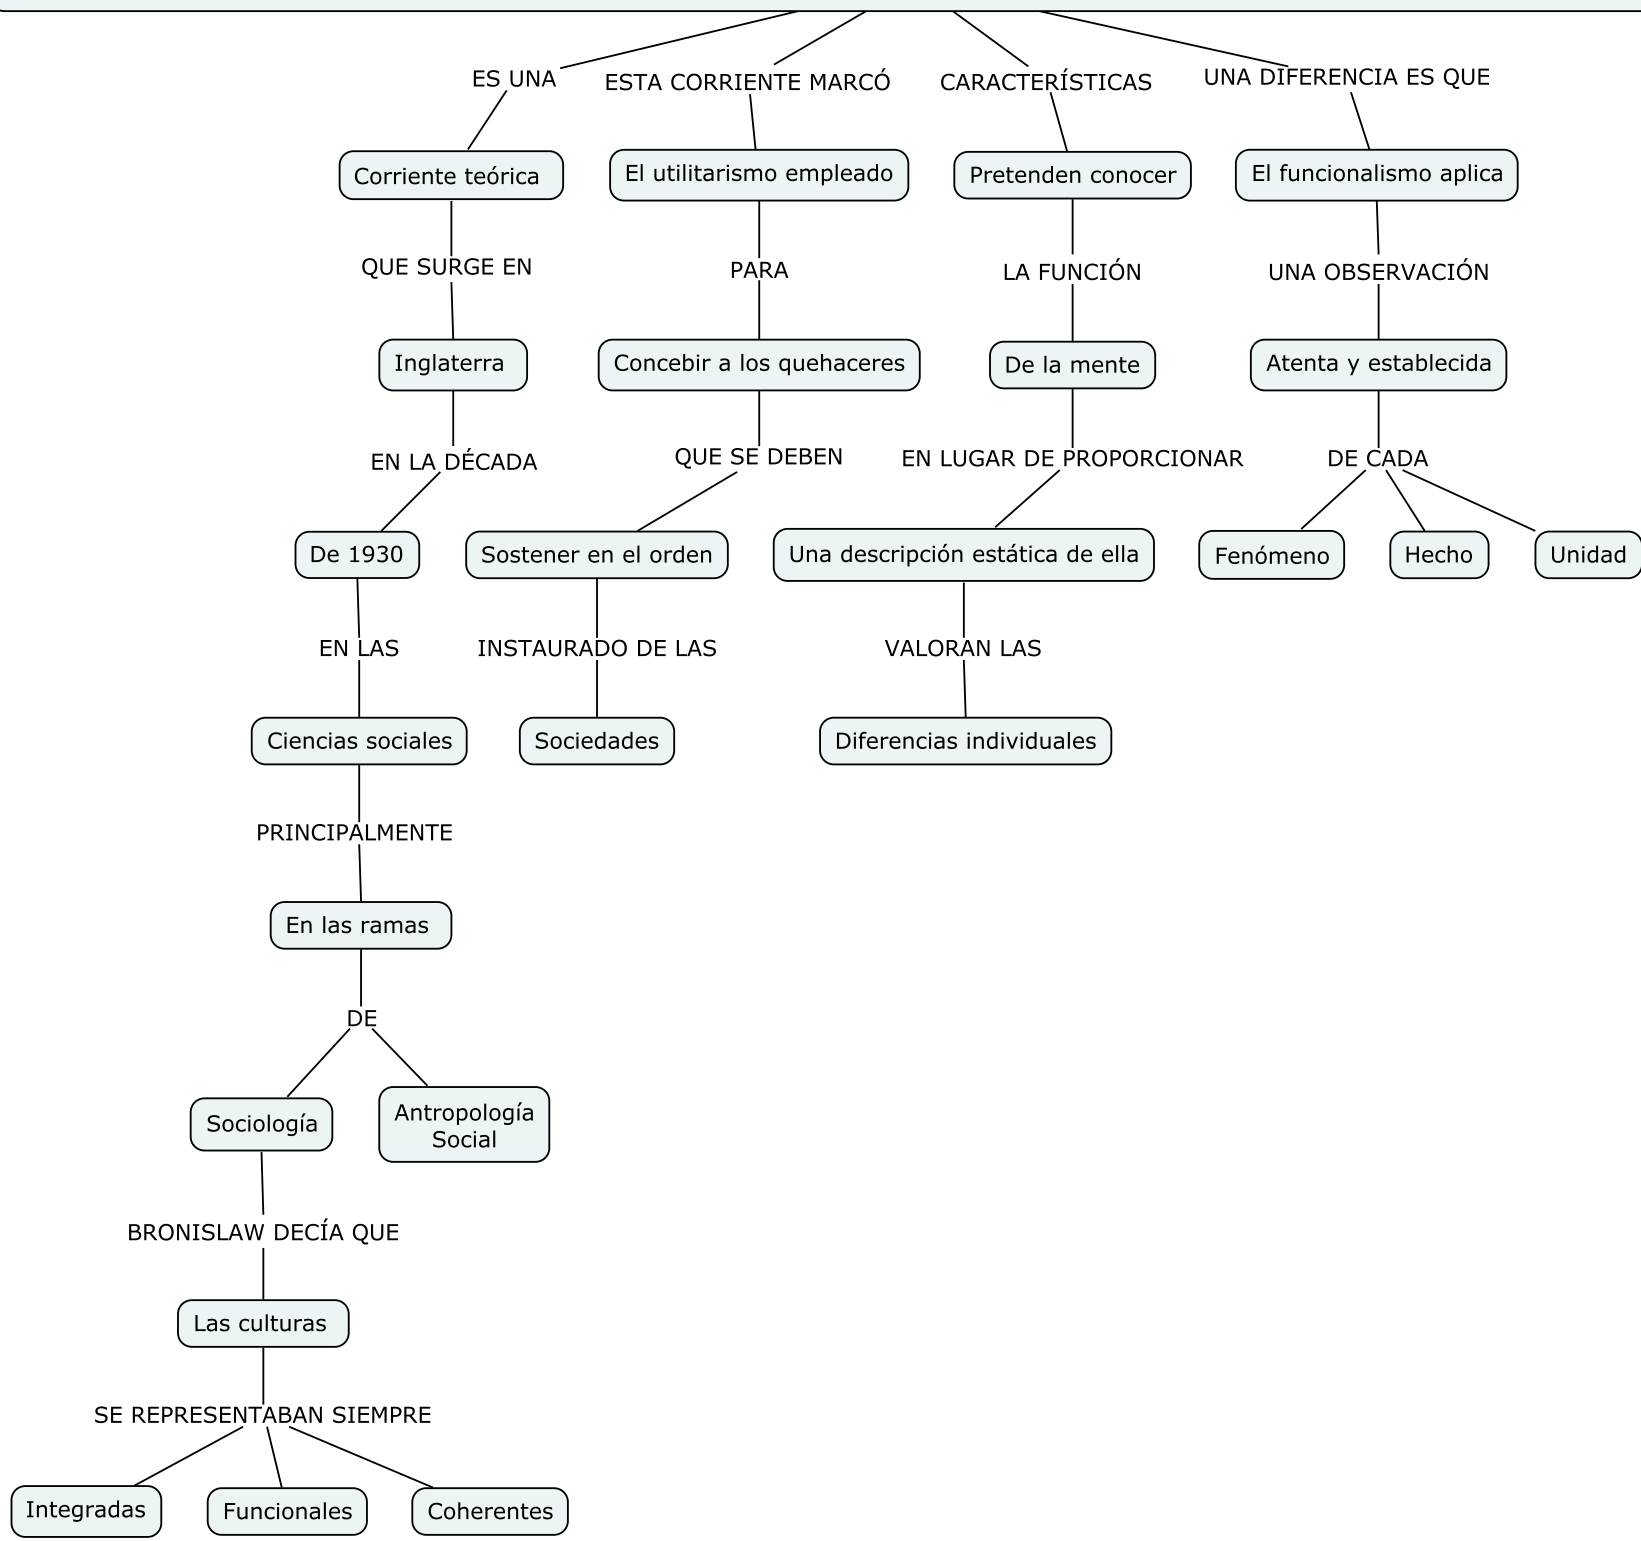 ES UNA
ESTA CORRIENTE MARCÓ
CARACTERÍSTICAS
UNA DIFERENCIA ES QUE
Corriente teórica
El utilitarismo empleado
Pretenden conocer
El funcionalismo aplica
QUE SURGE EN
PARA
LA FUNCIÓN
UNA OBSERVACIÓN
Inglaterra
Concebir a los quehaceres
De la mente
Atenta y establecida
EN LA DÉCADA
QUE SE DEBEN
EN LUGAR DE PROPORCIONAR
DE CADA
De 1930
Sostener en el orden
Una descripción estática de ella
Fenómeno
Hecho
Unidad
EN LAS
INSTAURADO DE LAS
VALORAN LAS
Ciencias sociales
Sociedades
Diferencias individuales
PRINCIPALMENTE
En las ramas
DE
Sociología
Antropología
Social
BRONISLAW DECÍA QUE
Las culturas
SE REPRESENTABAN SIEMPRE
Integradas
Funcionales
Coherentes